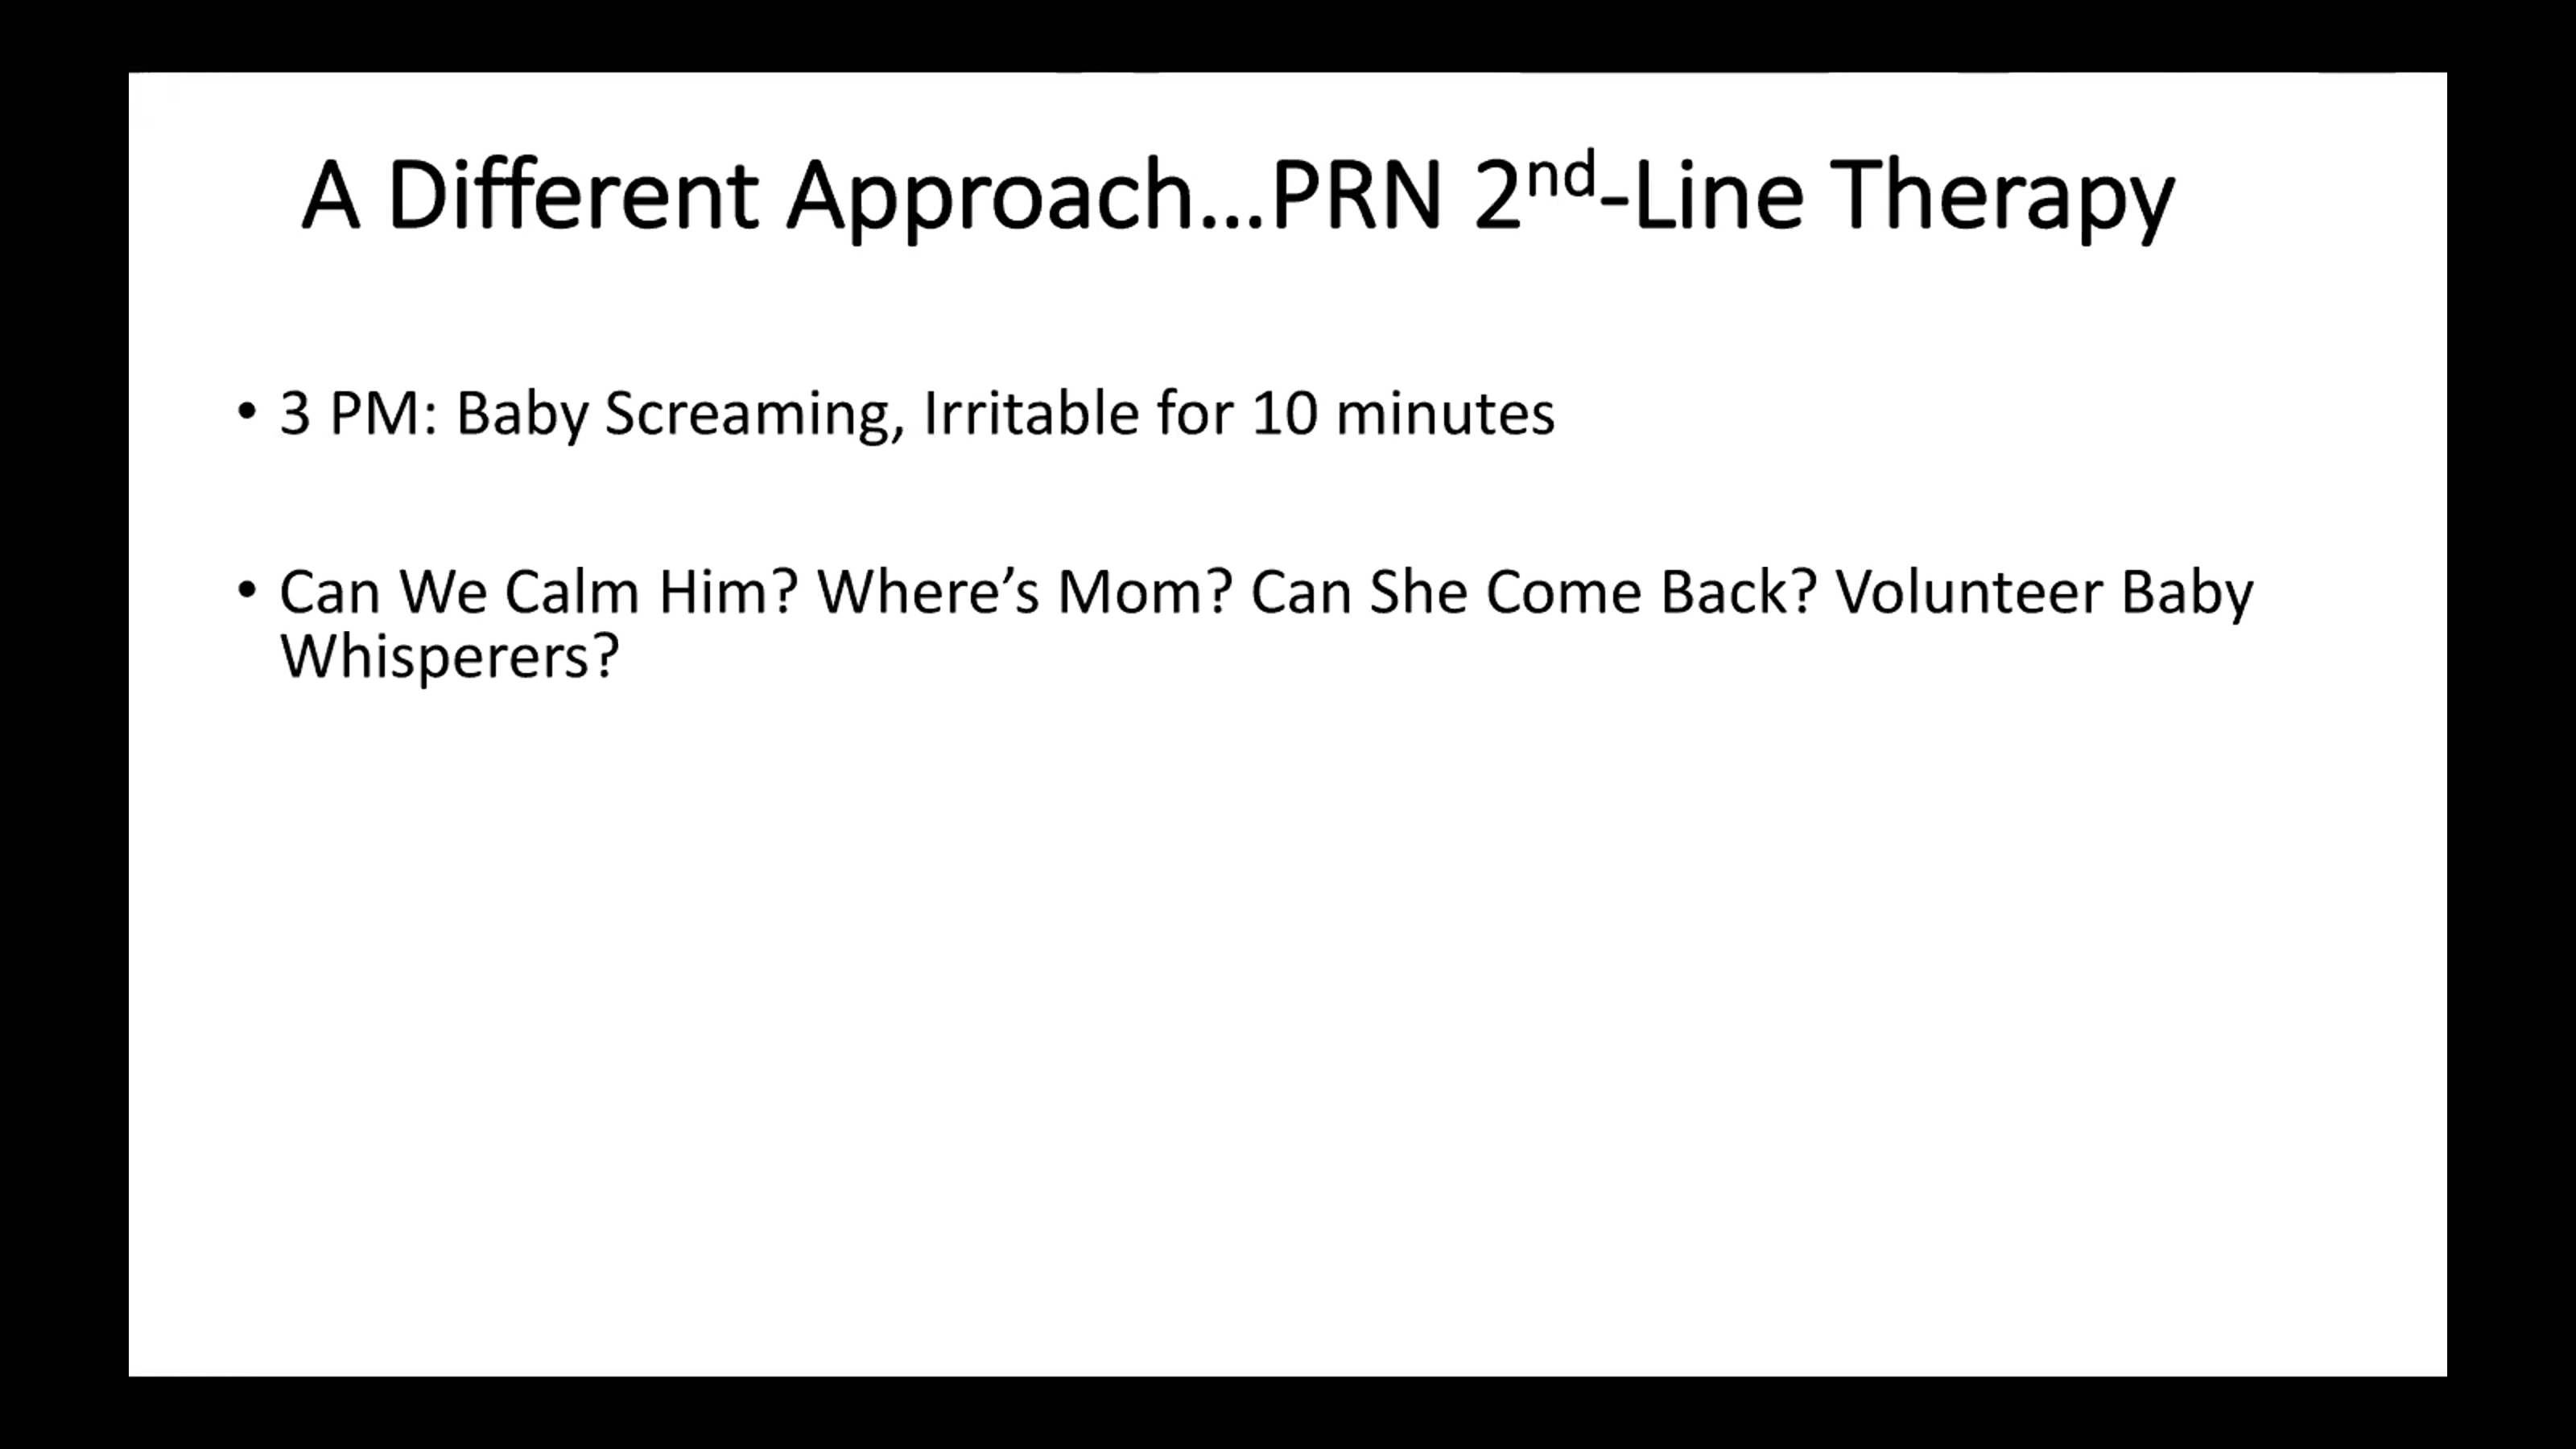 A Different Approach...PRN 2nd-Line Therapy
• 3 PM: Baby Screaming, Irritable for 10 minutes
• Can We Calm Him? Where’s Mom? Can She Come Back? Volunteer Baby
Whisperers?